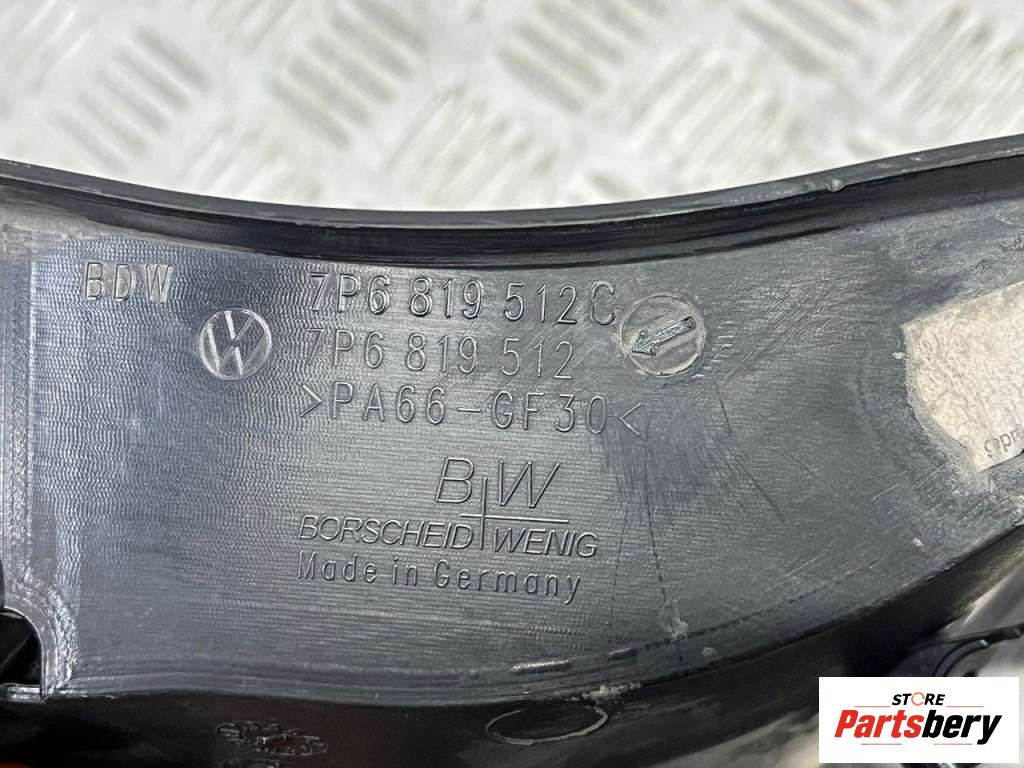 BDW
7P6 819 512C
7P6 819 512
>PA66-GF30<
B W
BORSCHEID WENIG
Made in Germany
STORE
Partsbery